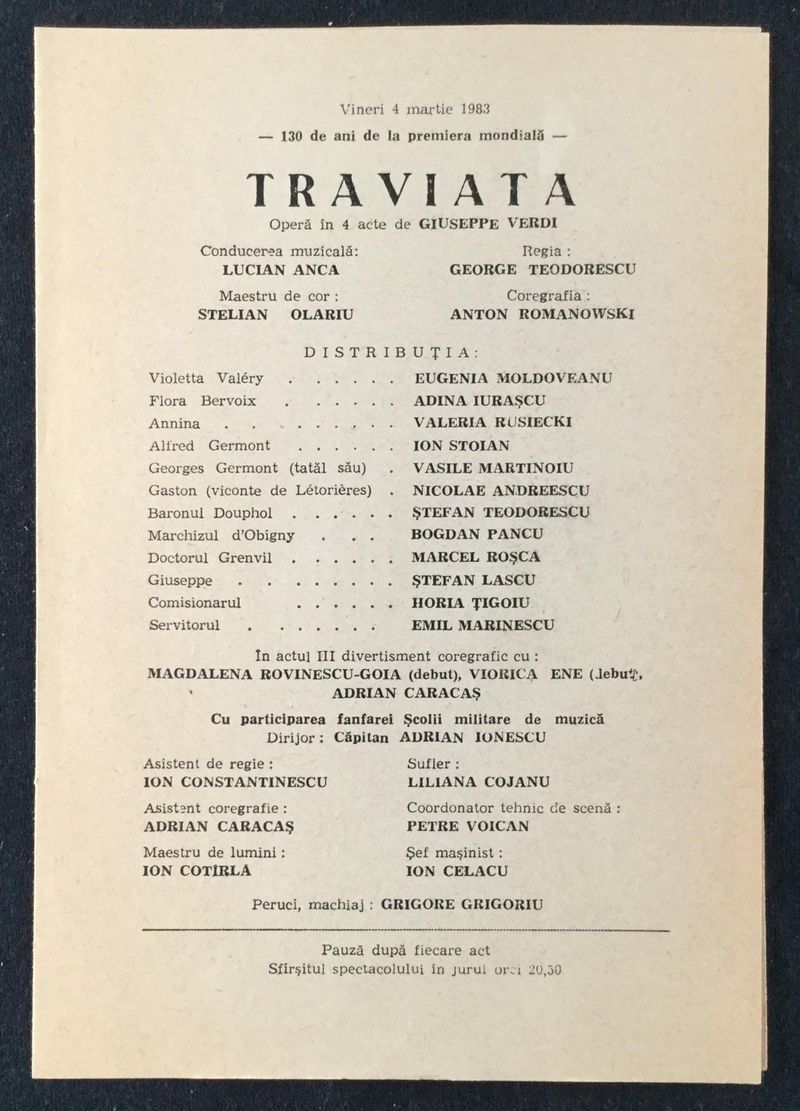 Vineri 4 martie 1983
— 130 de ani de la premiera mondială —
TRAVIATA
Operă în 4 acte de GIUSEPPE VERDI
Conducerea muzicală: Regia :
LUCIAN ANCA GEORGE TEODORESCU
Maestru de cor : Coregrafia :
STELIAN OLARIU ANTON ROMANOWSKI
DISTRIBUŢIA:
Violetta Valéry . . . . . . EUGENIA MOLDOVEANU
Flora Bervoix . . . . . . EUGENIA ADINA IURAŞCU
Annina . . . . . . . . . VALERIA RUSIECKI
Alfred Germont . . . . . . ION STOIAN
Georges Germont (tatăl său) . VASILE MARTINOIU
Gaston (viconte de Létorières) . NICOLAE ANDREESCU
Baronul Douphol . . . . . . ŞTEFAN TEODORESCU
Marchizul d'Obigny . . . BOGDAN PANCU
Doctorul Grenvil . . . . . . MARCEL ROŞCA
Giuseppe . . . . . . . . ŞTEFAN LASCU
Comisionarul . . . . . . HORIA ŢIGOIU
Servitorul . . . . . . . EMIL MARINESCU
În actul III divertisment coregrafic cu :
MAGDALENA ROVINESCU-GOIA (debut), VIORICA ENE (debut),
ADRIAN CARACAŞ
Cu participarea fanfarei Şcolii militare de muzică
Dirijor : Căpitan ADRIAN IONESCU
Asistent de regie : Sufler :
ION CONSTANTINESCU LILIANA COJANU
Asistent coregrafie : Coordonator tehnic de scenă :
ADRIAN CARACAŞ PETRE VOICAN
Maestru de lumini : Şef maşinist :
ION COTÎRLĂ ION CELACU
Peruci, machiaj : GRIGORE GRIGORIU
Pauză după fiecare act
Sfîrşitul spectacolului în jurul orei